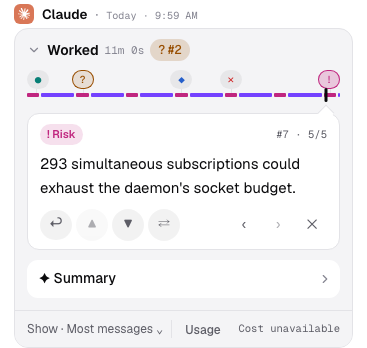 Claude · Today · 9:59 AM
Worked 11m 0s ? #2
?
!
! Risk #7 · 5/5
293 simultaneous subscriptions could
exhaust the daemon's socket budget.
Summary
Show · Most messages Usage Cost unavailable